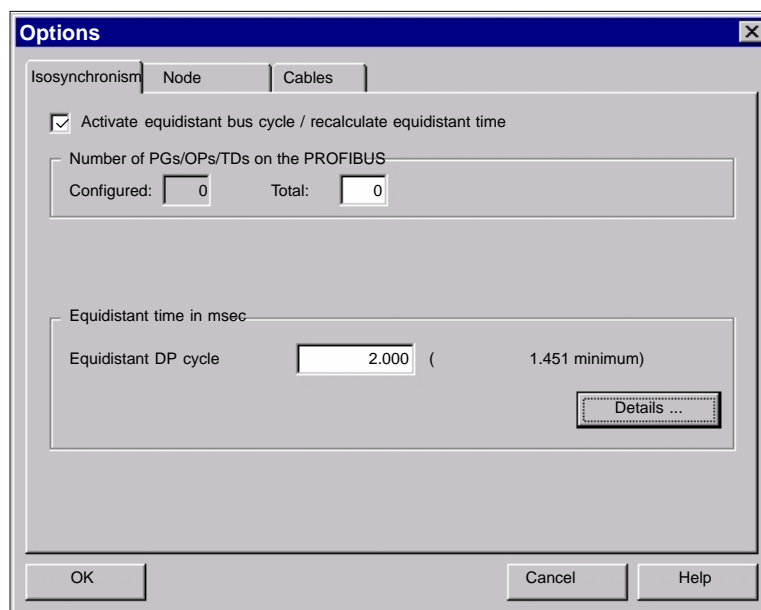 Options
Isosynchronism Node Cables
Activate equidistant bus cycle / recalculate equidistant time
Number of PGs/OPs/TDs on the PROFIBUS
Configured: 0 Total: 0
Equidistant time in msec
Equidistant DP cycle 2.000 ( 1.451 minimum)
Details ...
OK Cancel Help